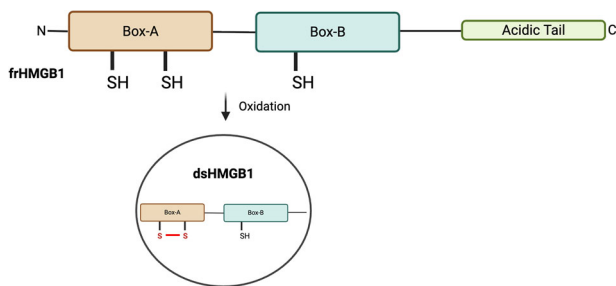 N
Box-A
Box-B
Acidic Tail
C
frHMGB1
SH
SH
SH
Oxidation
dsHMGB1
Box-A
Box-B
S
S
SH